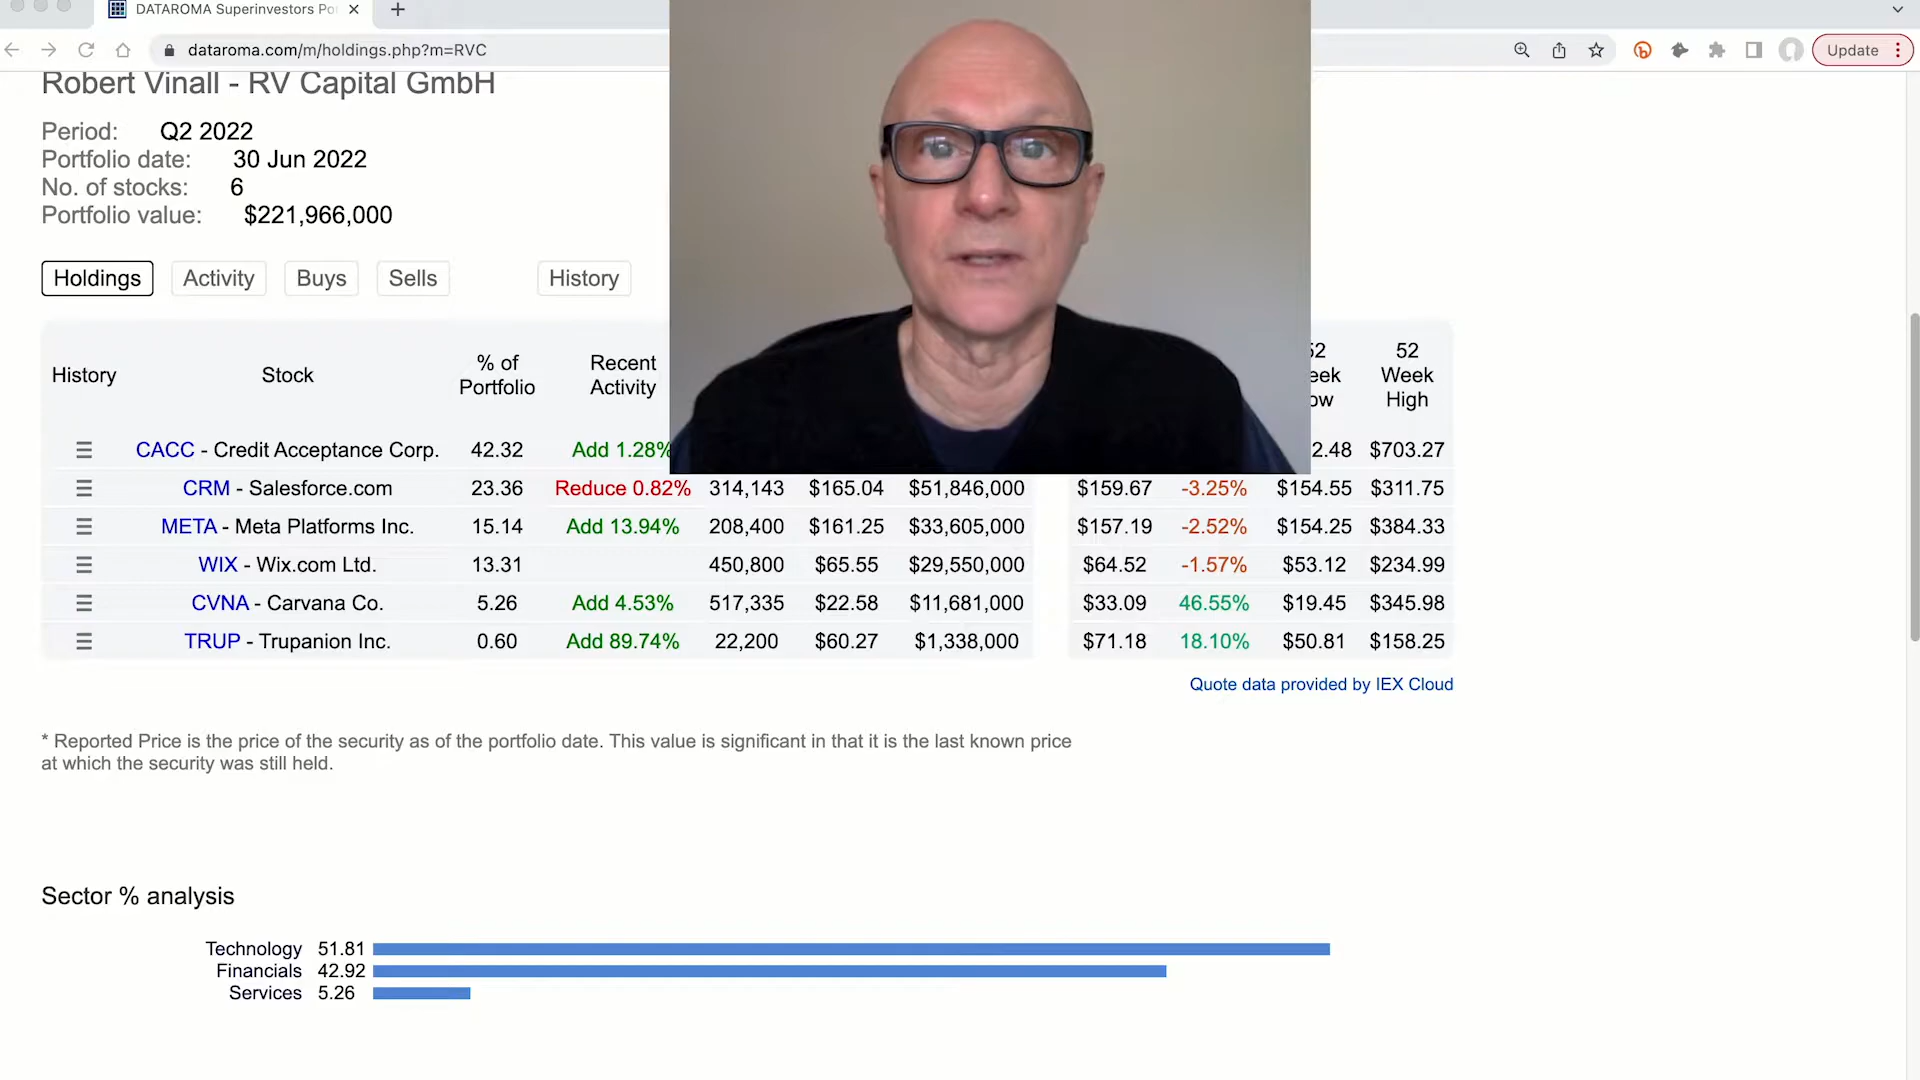 DATAROMA Superinvestors Po
dataroma.com/m/holdings.php?m=RVC
Update
Robert Vinall - RV Capital GmbH
Period: Q2 2022
Portfolio date: 30 Jun 2022
No. of stocks: 6
Portfolio value: $221,966,000
Holdings Activity Buys Sells History
History Stock % of Portfolio Recent Activity 52 Week High
CACC - Credit Acceptance Corp. 42.32 Add 1.28% 2.48 $703.27
CRM - Salesforce.com 23.36 Reduce 0.82% 314,143 $165.04 $51,846,000 $159.67 -3.25% $154.55 $311.75
META - Meta Platforms Inc. 15.14 Add 13.94% 208,400 $161.25 $33,605,000 $157.19 -2.52% $154.25 $384.33
WIX - Wix.com Ltd. 13.31 450,800 $65.55 $29,550,000 $64.52 -1.57% $53.12 $234.99
CVNA - Carvana Co. 5.26 Add 4.53% 517,335 $22.58 $11,681,000 $33.09 46.55% $19.45 $345.98
TRUP - Trupanion Inc. 0.60 Add 89.74% 22,200 $60.27 $1,338,000 $71.18 18.10% $50.81 $158.25
Quote data provided by IEX Cloud
* Reported Price is the price of the security as of the portfolio date. This value is significant in that it is the last known price
at which the security was still held.
Sector % analysis
Technology 51.81
Financials 42.92
Services 5.26